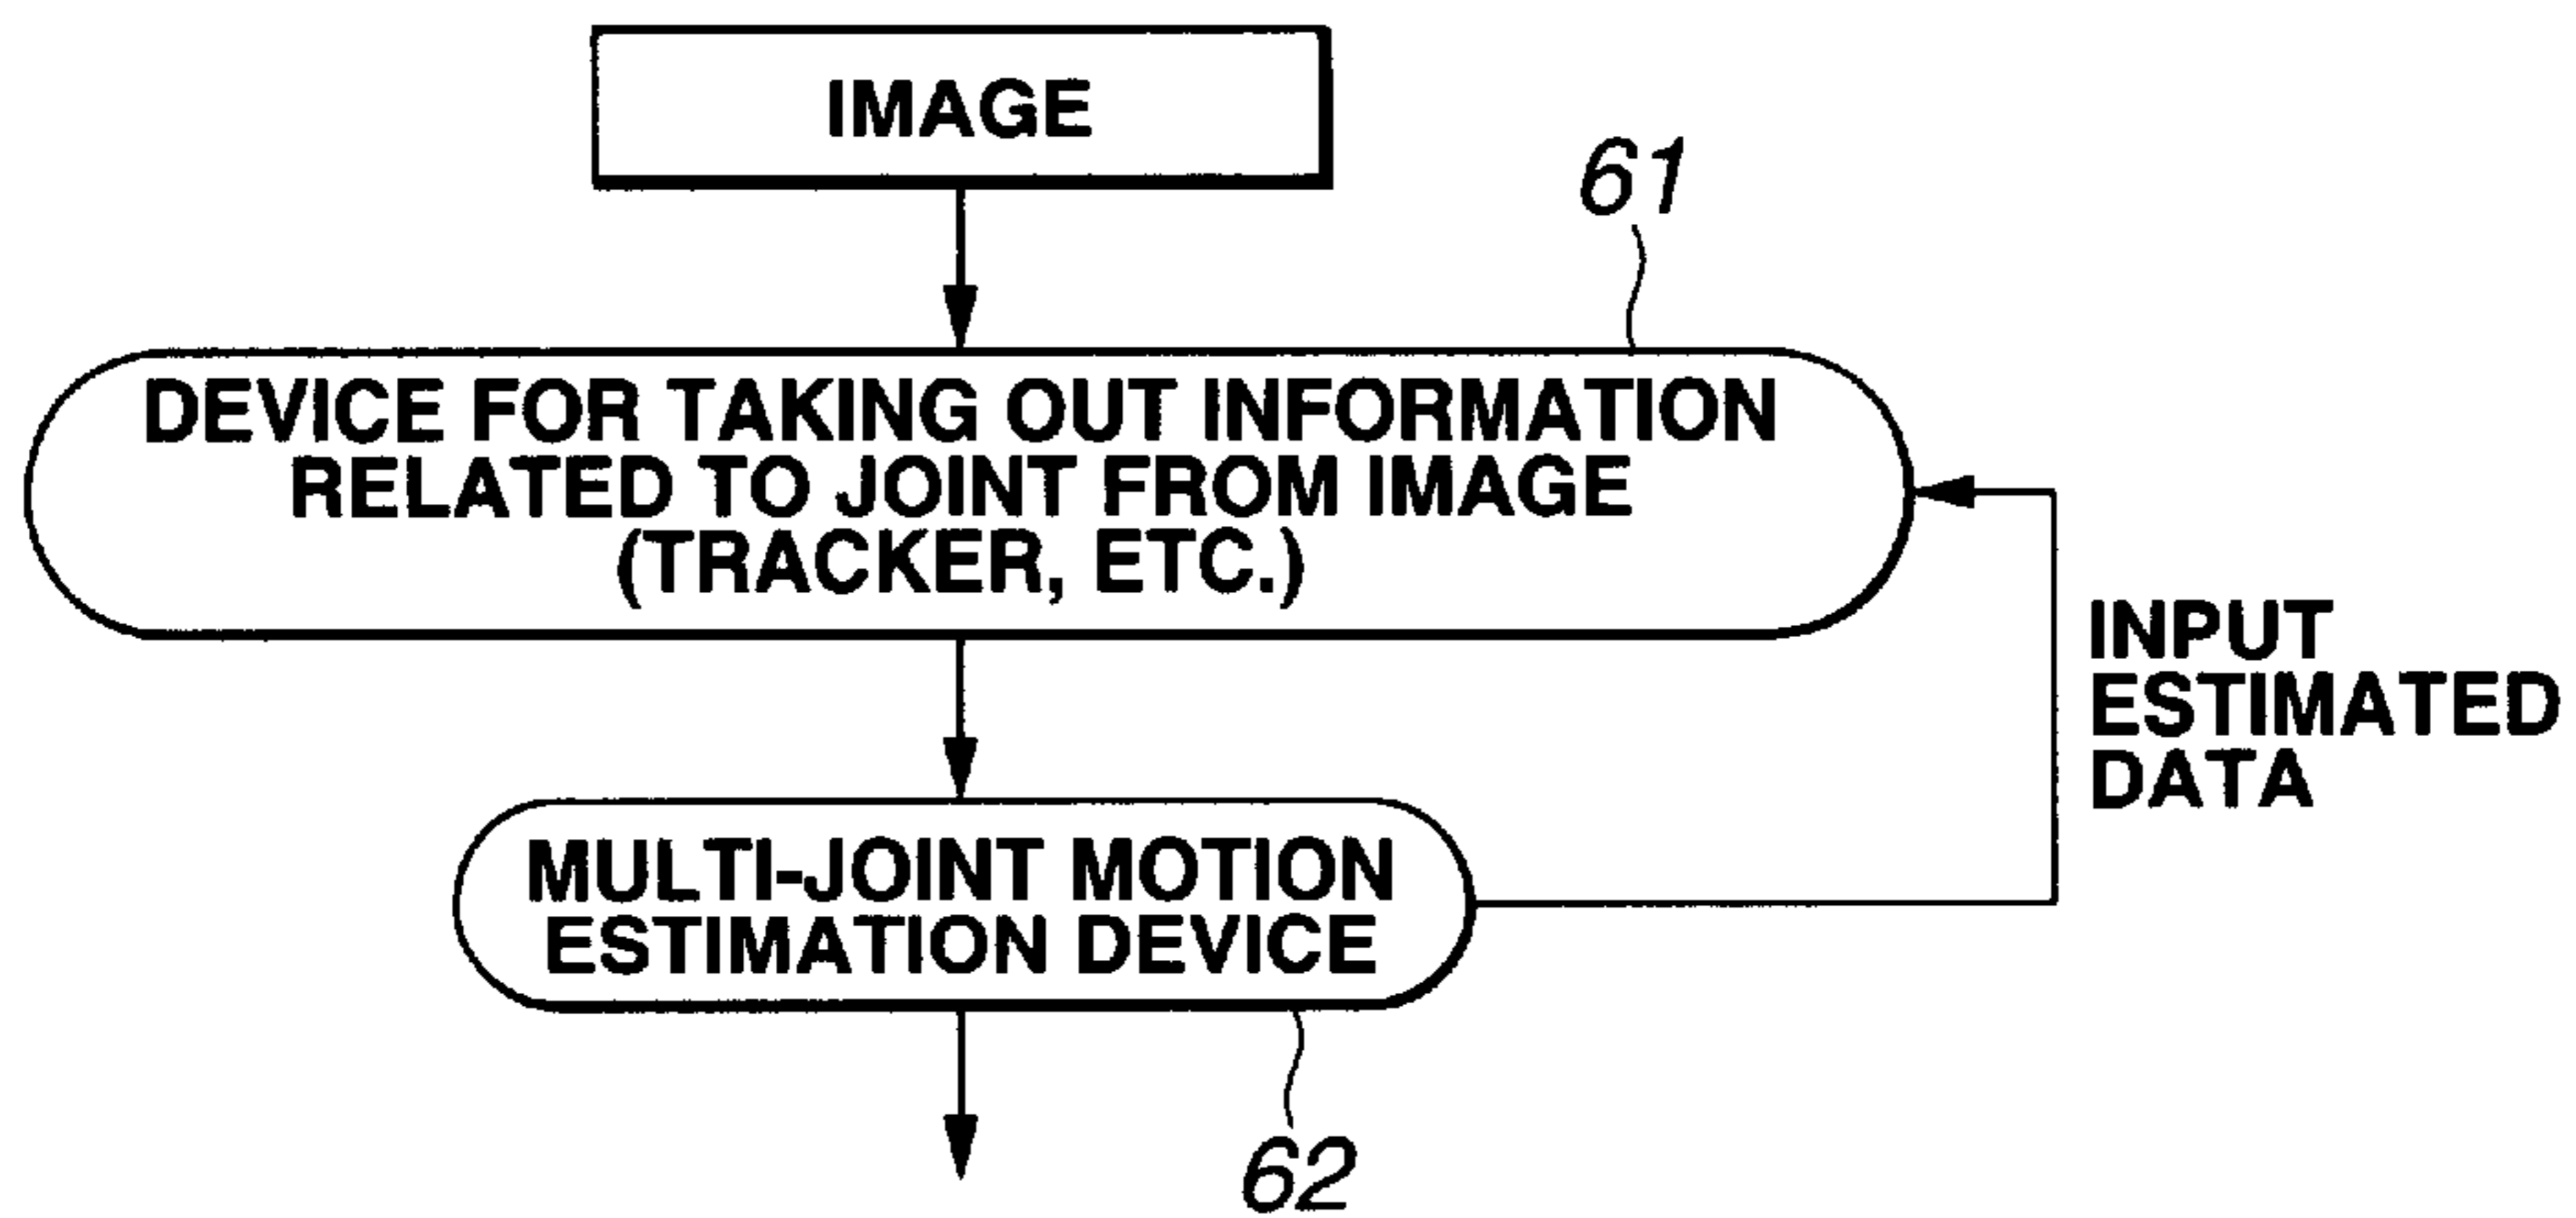 IMAGE
61
DEVICE FOR TAKING OUT INFORMATION
RELATED TO JOINT FROM IMAGE
(TRACKER, ETC.)
INPUT
ESTIMATED
DATA
MULTI-JOINT MOTION
ESTIMATION DEVICE
62